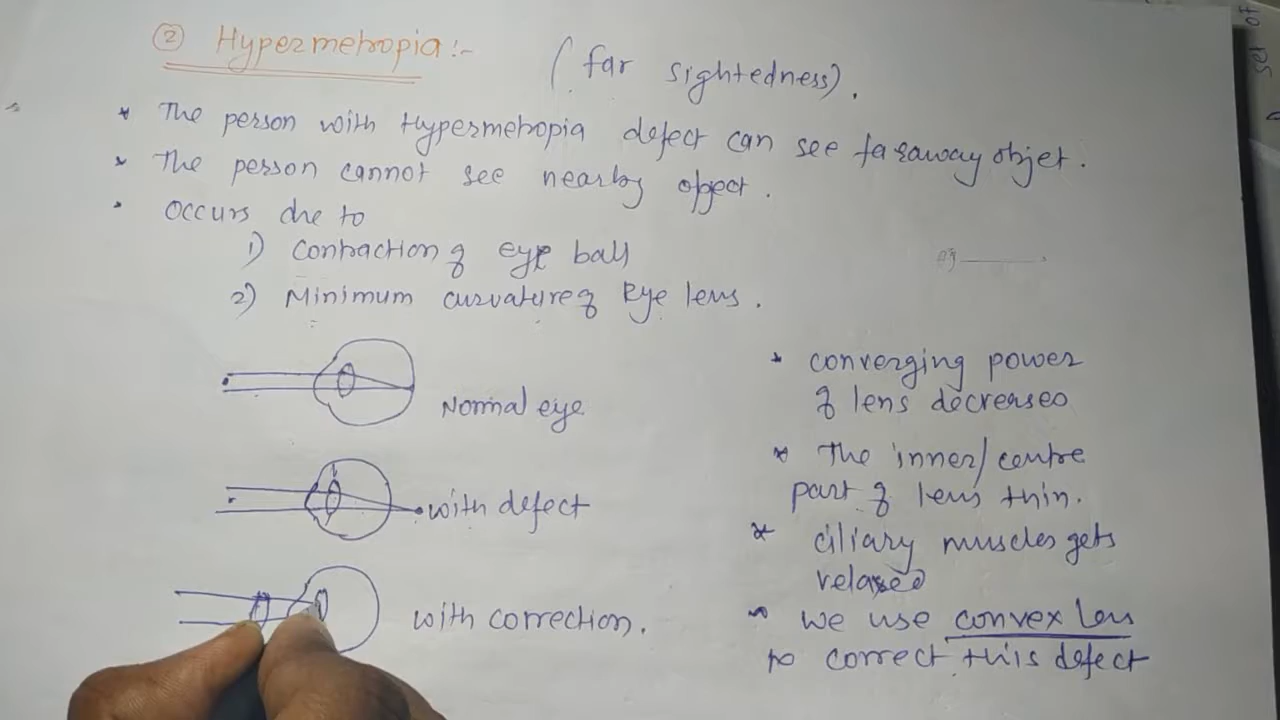 ② Hypermetropia :-
(far sightedness).
* The person with Hypermetropia defect can see faraway objet.
* The person cannot see nearby object.
• occurs due to
1) Contraction of eye ball
2) Minimum curvature of Eye lens.
Normal eye
with defect
with correction.
* converging power
of lens decreses
* The inner/centre
part of lens thin.
* ciliary muscles gets
relaxed
* we use convex lens
to correct this defect
set of